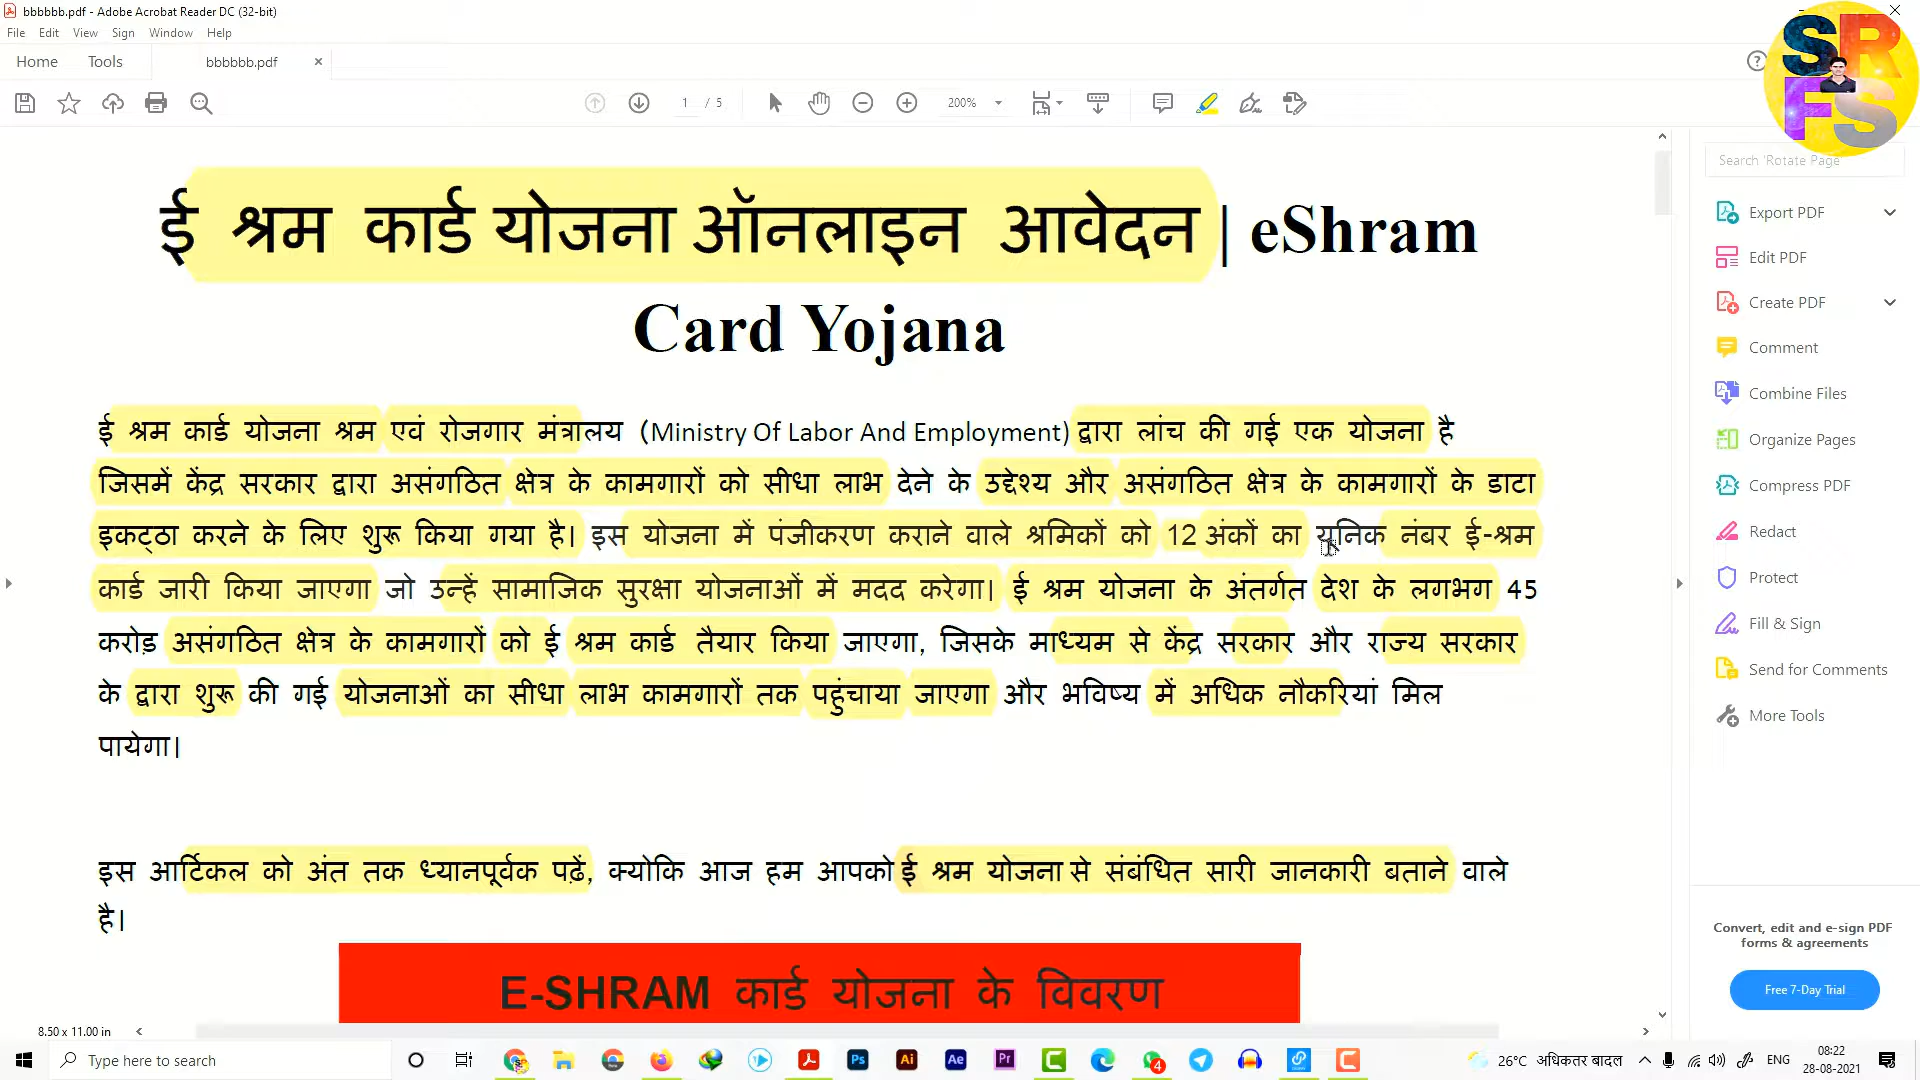 bbbbbb.pdf - Adobe Acrobat Reader DC (32-bit)
File Edit View Sign Window Help
Home Tools bbbbbb.pdf ×
1 / 5 200%
SR
FS
Search 'Rotate Page'
ई श्रम कार्ड योजना ऑनलाइन आवेदन | eShram
Card Yojana
ई श्रम कार्ड योजना श्रम एवं रोजगार मंत्रालय (Ministry Of Labor And Employment) द्वारा लांच की गई एक योजना है
जिसमें केंद्र सरकार द्वारा असंगठित क्षेत्र के कामगारों को सीधा लाभ देने के उद्देश्य और असंगठित क्षेत्र के कामगारों के डाटा
इकट्ठा करने के लिए शुरू किया गया है। इस योजना में पंजीकरण कराने वाले श्रमिकों को 12 अंकों का यूनिक नंबर ई-श्रम
कार्ड जारी किया जाएगा जो उन्हें सामाजिक सुरक्षा योजनाओं में मदद करेगा। ई श्रम योजना के अंतर्गत देश के लगभग 45
करोड़ असंगठित क्षेत्र के कामगारों को ई श्रम कार्ड तैयार किया जाएगा, जिसके माध्यम से केंद्र सरकार और राज्य सरकार
के द्वारा शुरू की गई योजनाओं का सीधा लाभ कामगारों तक पहुंचाया जाएगा और भविष्य में अधिक नौकरियां मिल
पायेगा।
इस आर्टिकल को अंत तक ध्यानपूर्वक पढ़ें, क्योकि आज हम आपको ई श्रम योजना से संबंधित सारी जानकारी बताने वाले
है।
E-SHRAM कार्ड योजना के विवरण
Export PDF
Edit PDF
Create PDF
Comment
Combine Files
Organize Pages
Compress PDF
Redact
Protect
Fill & Sign
Send for Comments
More Tools
Convert, edit and e-sign PDF
forms & agreements
Free 7-Day Trial
8.50 x 11.00 in
Type here to search
Ps Ai Ae Pr 4
26°C अधिकतर बादल ENG 08:22
28-08-2021